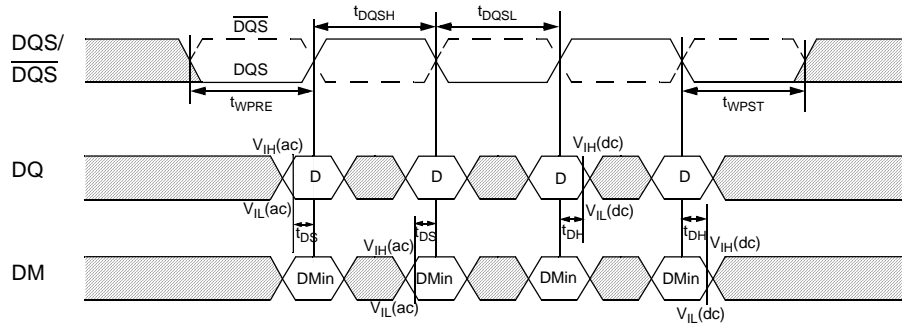 tDQSH tDQSL
DQS/ DQS DQS
DQS
tWPRE tWPST
VIH(ac) VIH(dc)
DQ D D D D
VIL(ac) VIL(dc)
tDS tDS tDH tDH
VIH(ac) VIH(dc)
DM DMin DMin DMin DMin
VIL(ac) VIL(dc)